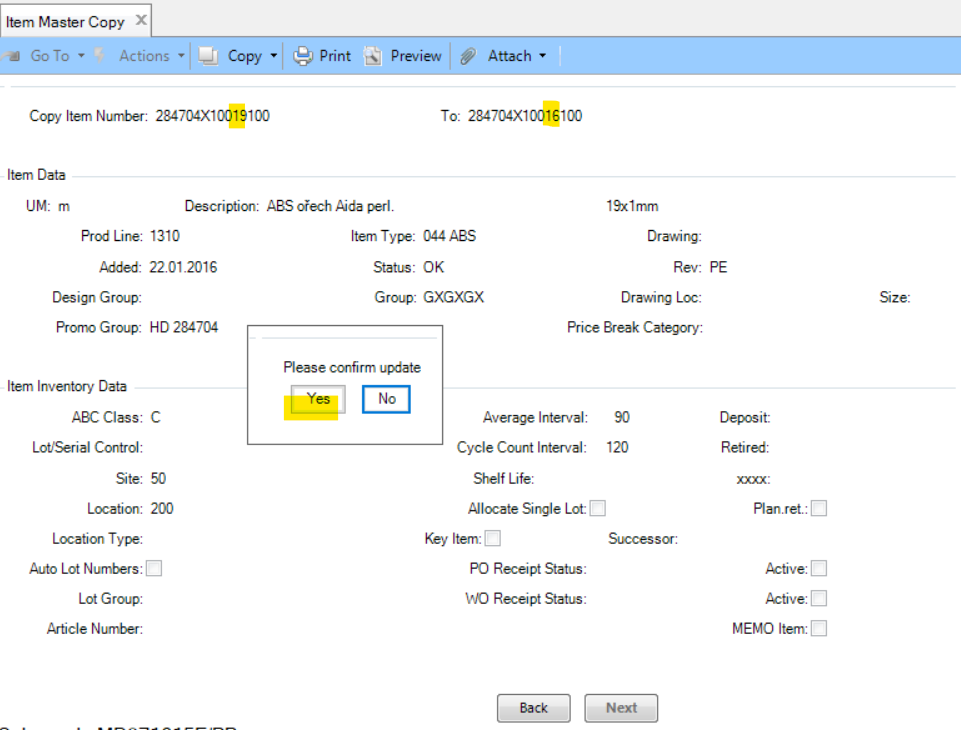 Item Master Copy X
Go To Actions Copy Print Preview Attach
Copy Item Number: 284704X10019100 To: 284704X10016100
Item Data
UM: m Description: ABS ořech Aida perl. 19x1mm
Prod Line: 1310 Item Type: 044 ABS Drawing:
Added: 22.01.2016 Status: OK Rev: PE
Design Group: Group: GXGXGX Drawing Loc: Size:
Promo Group: HD 284704 Price Break Category:
Please confirm update
Yes No
Item Inventory Data
ABC Class: C Average Interval: 90 Deposit:
Lot/Serial Control: Cycle Count Interval: 120 Retired:
Site: 50 Shelf Life: xxxx:
Location: 200 Allocate Single Lot: Plan.ret.:
Location Type: Key Item: Successor:
Auto Lot Numbers: PO Receipt Status: Active:
Lot Group: WO Receipt Status: Active:
Article Number: MEMO Item:
Back Next